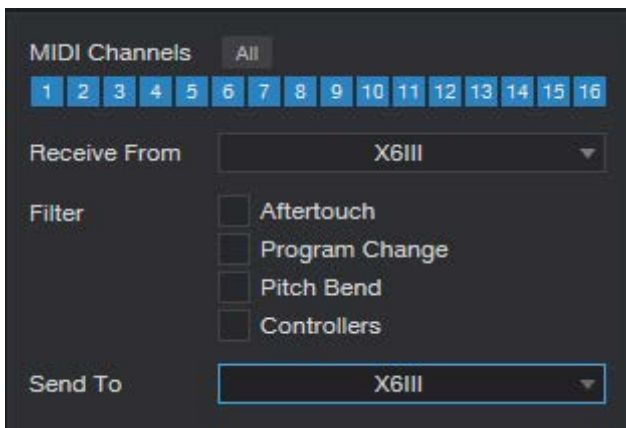 MIDI Channels All
1 2 3 4 5 6 7 8 9 10 11 12 13 14 15 16
Receive From X6III
Filter Aftertouch
Program Change
Pitch Bend
Controllers
Send To X6III